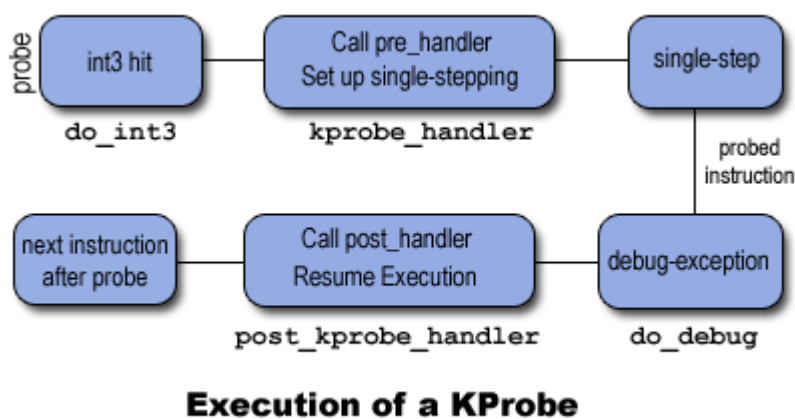 probe
int3 hit
do_int3
Call pre_handler
Set up single-stepping
kprobe_handler
single-step
probed
instruction
debug-exception
do_debug
Call post_handler
Resume Execution
post_kprobe_handler
next instruction
after probe
Execution of a KProbe